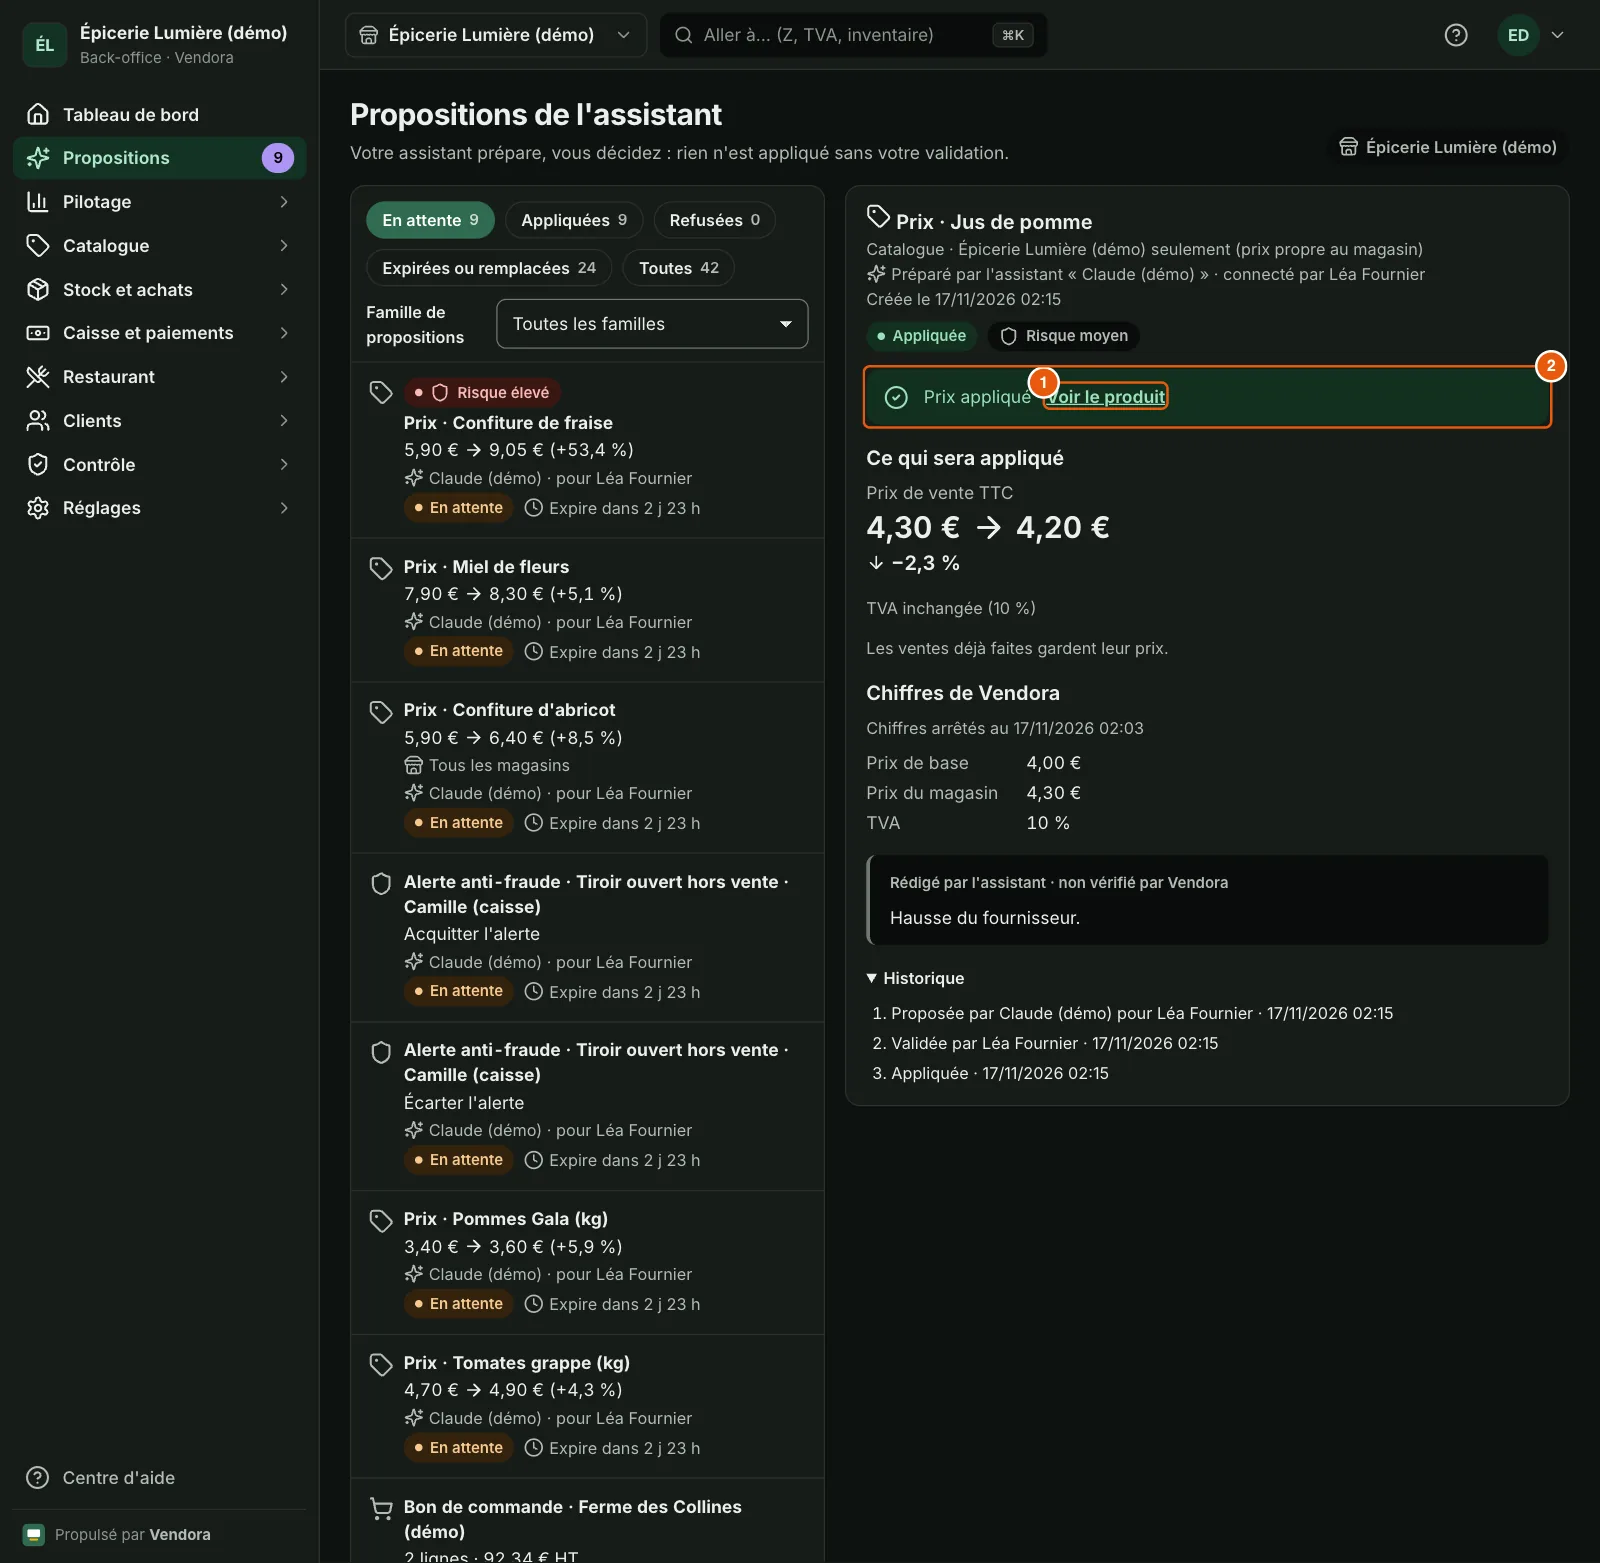 ÉL
Épicerie Lumière (démo)
Back-office · Vendora
Tableau de bord
Propositions 9
Pilotage
Catalogue
Stock et achats
Caisse et paiements
Restaurant
Clients
Contrôle
Réglages
Centre d'aide
Propulsé par Vendora
Épicerie Lumière (démo)
Aller à... (Z, TVA, inventaire) ⌘K
ED
Propositions de l'assistant
Votre assistant prépare, vous décidez : rien n'est appliqué sans votre validation.
Épicerie Lumière (démo)
En attente 9 Appliquées 9 Refusées 0
Expirées ou remplacées 24 Toutes 42
Famille de propositions
Toutes les familles
Risque élevé
Prix · Confiture de fraise
5,90 € → 9,05 € (+53,4 %)
Claude (démo) · pour Léa Fournier
En attente Expire dans 2 j 23 h
Prix · Miel de fleurs
7,90 € → 8,30 € (+5,1 %)
Claude (démo) · pour Léa Fournier
En attente Expire dans 2 j 23 h
Prix · Confiture d'abricot
5,90 € → 6,40 € (+8,5 %)
Tous les magasins
Claude (démo) · pour Léa Fournier
En attente Expire dans 2 j 23 h
Alerte anti-fraude · Tiroir ouvert hors vente ·
Camille (caisse)
Acquitter l'alerte
Claude (démo) · pour Léa Fournier
En attente Expire dans 2 j 23 h
Alerte anti-fraude · Tiroir ouvert hors vente ·
Camille (caisse)
Écarter l'alerte
Claude (démo) · pour Léa Fournier
En attente Expire dans 2 j 23 h
Prix · Pommes Gala (kg)
3,40 € → 3,60 € (+5,9 %)
Claude (démo) · pour Léa Fournier
En attente Expire dans 2 j 23 h
Prix · Tomates grappe (kg)
4,70 € → 4,90 € (+4,3 %)
Claude (démo) · pour Léa Fournier
En attente Expire dans 2 j 23 h
Bon de commande · Ferme des Collines
(démo)
2 lignes · 92,34 € HT
Prix · Jus de pomme
Catalogue · Épicerie Lumière (démo) seulement (prix propre au magasin)
Préparé par l'assistant « Claude (démo) » · connecté par Léa Fournier
Créée le 17/11/2026 02:15
Appliquée Risque moyen
Prix appliqué 1 Voir le produit 2
Ce qui sera appliqué
Prix de vente TTC
4,30 € → 4,20 €
↓ −2,3 %
TVA inchangée (10 %)
Les ventes déjà faites gardent leur prix.
Chiffres de Vendora
Chiffres arrêtés au 17/11/2026 02:03
Prix de base 4,00 €
Prix du magasin 4,30 €
TVA 10 %
Rédigé par l'assistant · non vérifié par Vendora
Hausse du fournisseur.
▼ Historique
1. Proposée par Claude (démo) pour Léa Fournier · 17/11/2026 02:15
2. Validée par Léa Fournier · 17/11/2026 02:15
3. Appliquée · 17/11/2026 02:15